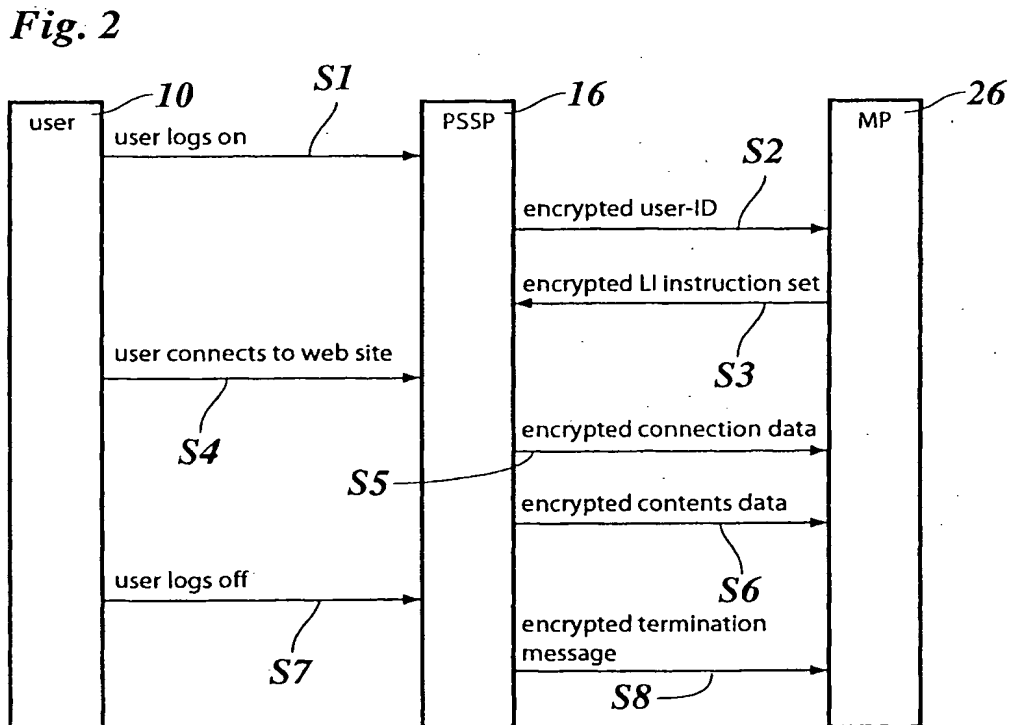 Fig. 2
10
S1
16
26
user
PSSP
MP
user logs on
S2
encrypted user-ID
encrypted LI instruction set
user connects to web site
S3
S4
encrypted connection data
S5
encrypted contents data
user logs off
S6
encrypted termination
message
S7
S8